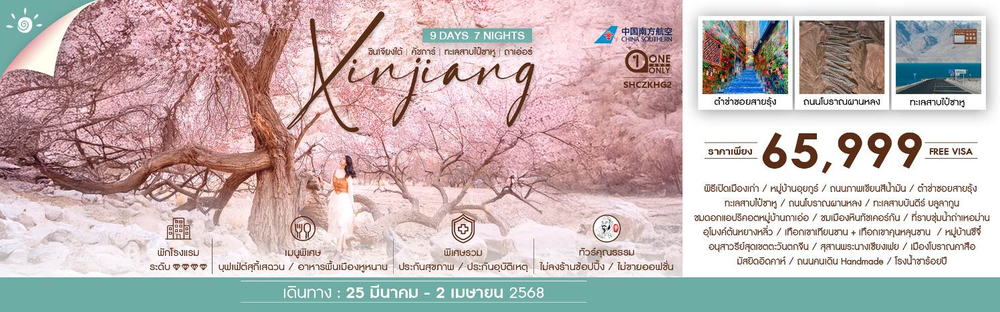 9 DAYS 7 NIGHTS
ซินเจียงใต้ | คัชการ์ | ทะเลสาบไป๋ซาหู | ถาเอ่อร์
Xinjiang
中国南方航空
CHINA SOUTHERN
ONE
ONLY
SHCZKHG2
พักโรงแรม
ระดับ
เมนูพิเศษ
บุฟเฟ่ต์สุกี้เสฉวน / อาหารพื้นเมืองหูหนาน
พิเศษรวม
ประกันสุขภาพ / ประกันอุบัติเหตุ
ทัวร์คุณธรรม
ไม่ลงร้านช้อปปิ้ง / ไม่ขายออฟชั่น
เดินทาง : 25 มีนาคม - 2 เมษายน 2568
ต๋าข่าซอยสายรุ้ง
ถนนโบราณผานหลง
ทะเลสาบไป๋ซาหู
ราคาเพียง 65,999 FREE VISA
พิธีเปิดเมืองเก่า / หมู่บ้านอุยกูร์ / ถนนภาพเขียนสีน้ำมัน / ต๋าข่าซอยสายรุ้ง
ทะเลสาบไป๋ซาหู / ถนนโบราณผานหลง / ทะเลสาบบันดีร์ บลูลากูน
ชมดอกแอปริคอตหมู่บ้านถาเอ่อ / ชมเมืองหินทัชเคอร์กัน / ที่ราบชุ่มน้ำถ่าเหอม่าน
อุโมงค์ต้นหยางหลิ่ว / เทือกเขาเทียนซาน + เทือกเขาคุนหลุนซาน / หมู่บ้านซีจี๋
อนุสาวรีย์สุดเขตตะวันตกจีน / สุสานพระนางเซียงเฟย / เมืองโบราณคาสือ
มัสยิดอิดคาห์ / ถนนคนเดิน Handmade / โรงน้ำชาร้อยปี